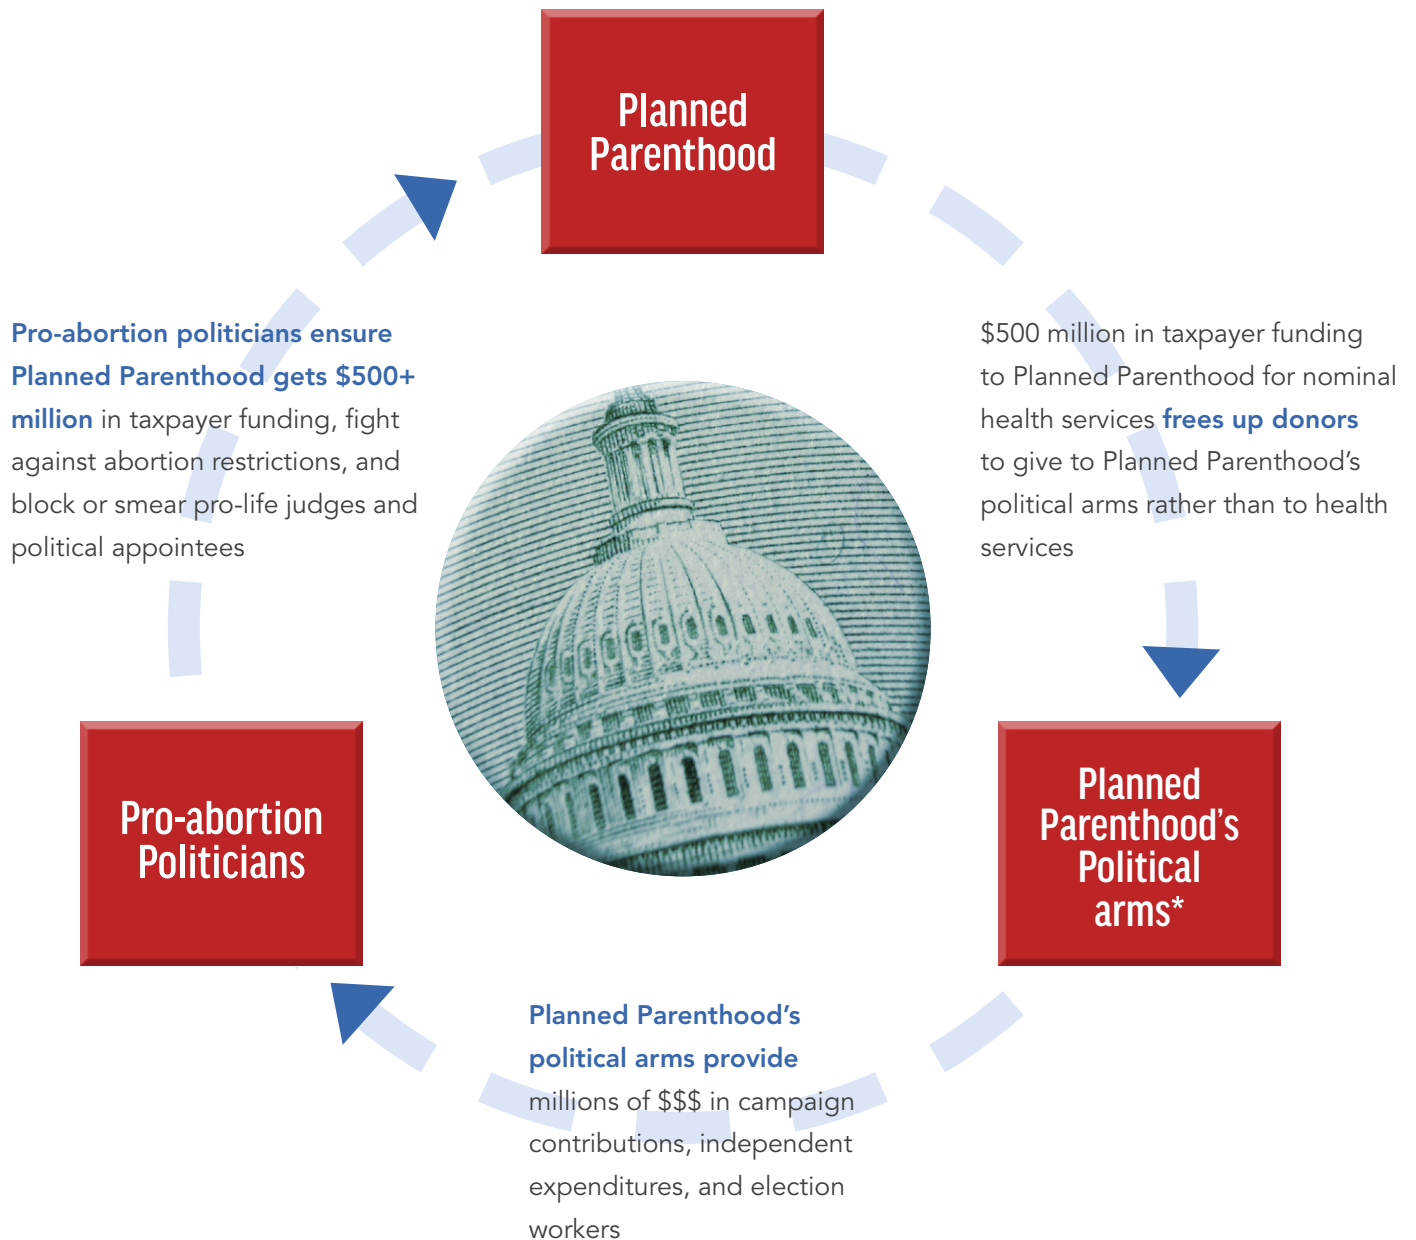 Planned
Parenthood
Pro-abortion politicians ensure
Planned Parenthood gets $500+
million in taxpayer funding, fight
against abortion restrictions, and
block or smear pro-life judges and
political appointees
$500 million in taxpayer funding
to Planned Parenthood for nominal
health services frees up donors
to give to Planned Parenthood’s
political arms rather than to health
services
Pro-abortion
Politicians
Planned
Parenthood’s
Political
arms*
Planned Parenthood’s
political arms provide
millions of $$$ in campaign
contributions, independent
expenditures, and election
workers